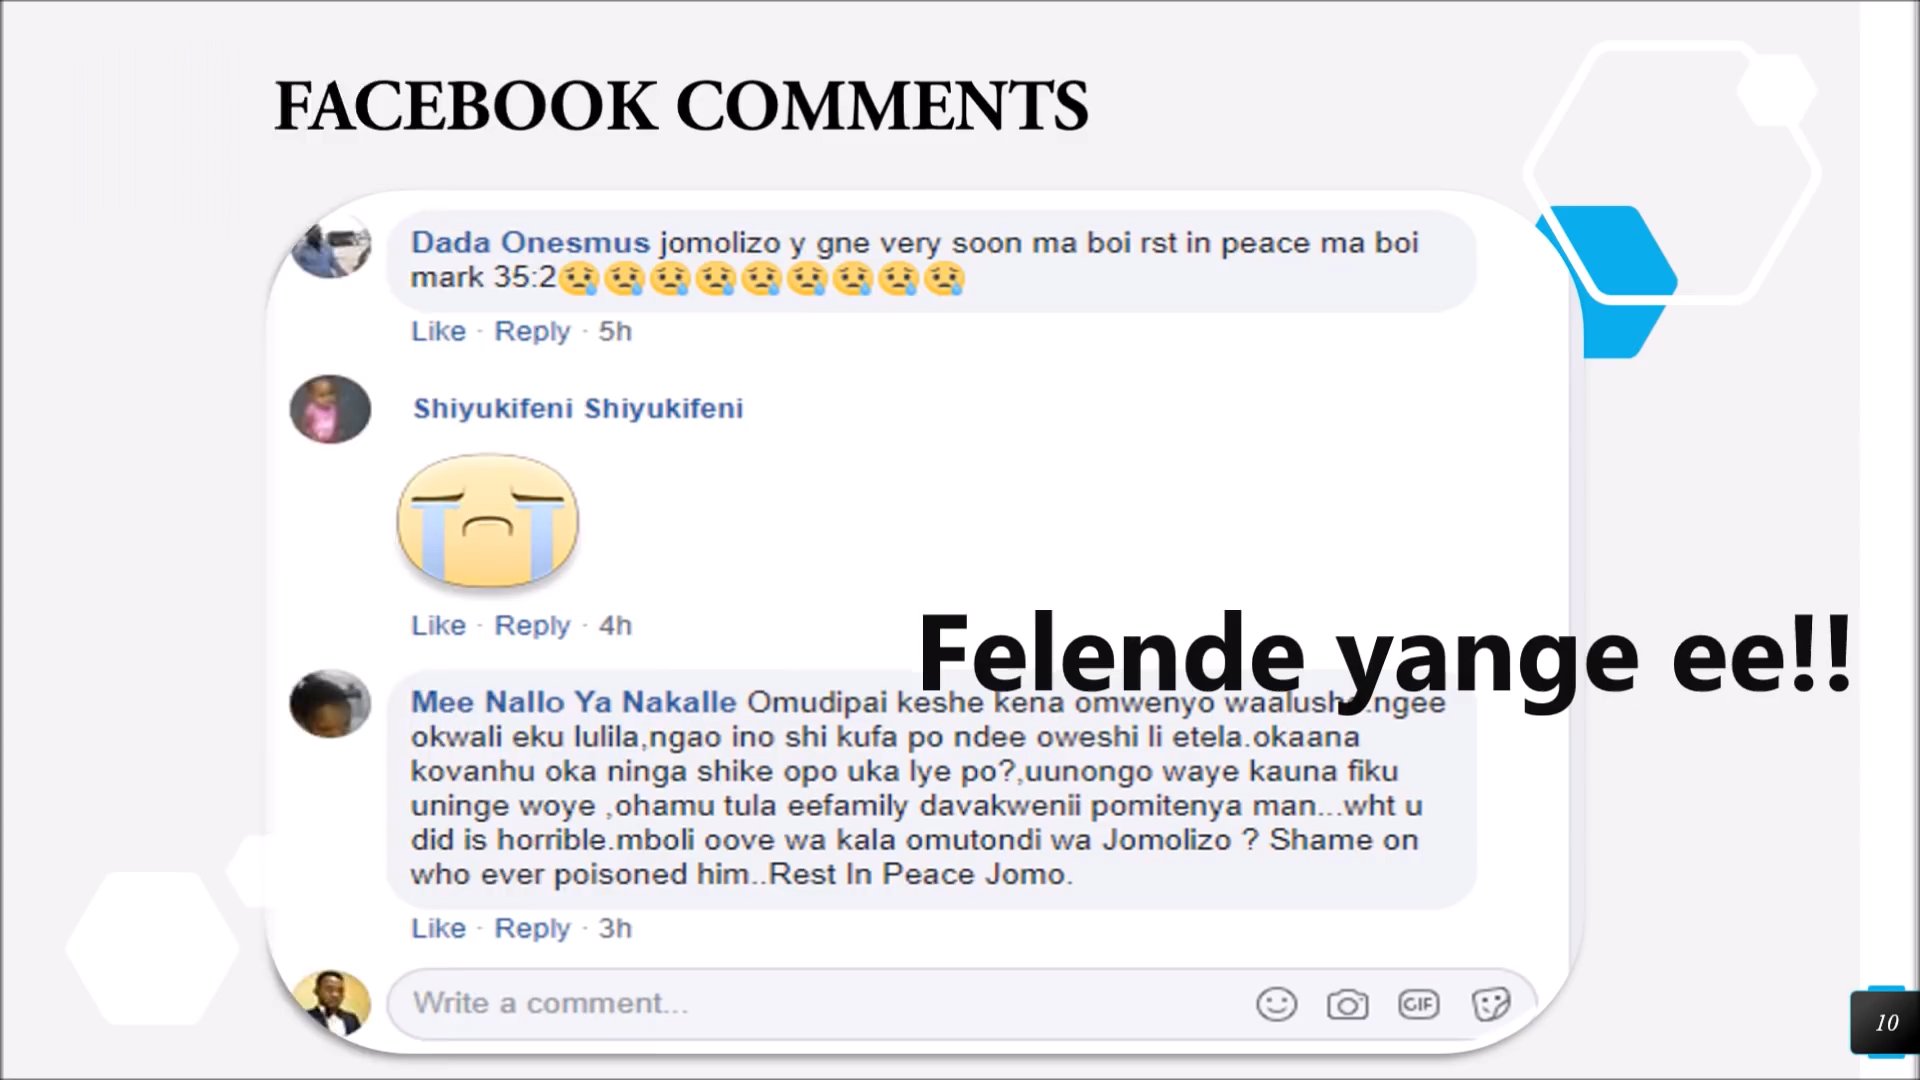 FACEBOOK COMMENTS
Dada Onesmus jomolizo y gne very soon ma boi rst in peace ma boi
mark 35:2😢😢😢😢😢😢😢😢😢
Like · Reply · 5h
Shiyukifeni Shiyukifeni
Like · Reply · 4h
Felende yange ee!!
Mee Nallo Ya Nakalle Omudipai keshe kena omwenyo ngee
okwali eku lulila,ngao ino shi kufa po ndee oweshi li etela.okaana
kovanhu oka ninga shike opo uka lye po?,uunongo waye kauna fiku
uninge woye ,ohamu tula eefamily davakwenii pomitenya man...wht u
did is horrible.mboli oove wa kala omutondi wa Jomolizo ? Shame on
who ever poisoned him..Rest In Peace Jomo.
Like · Reply · 3h
Write a comment...
GIF
10